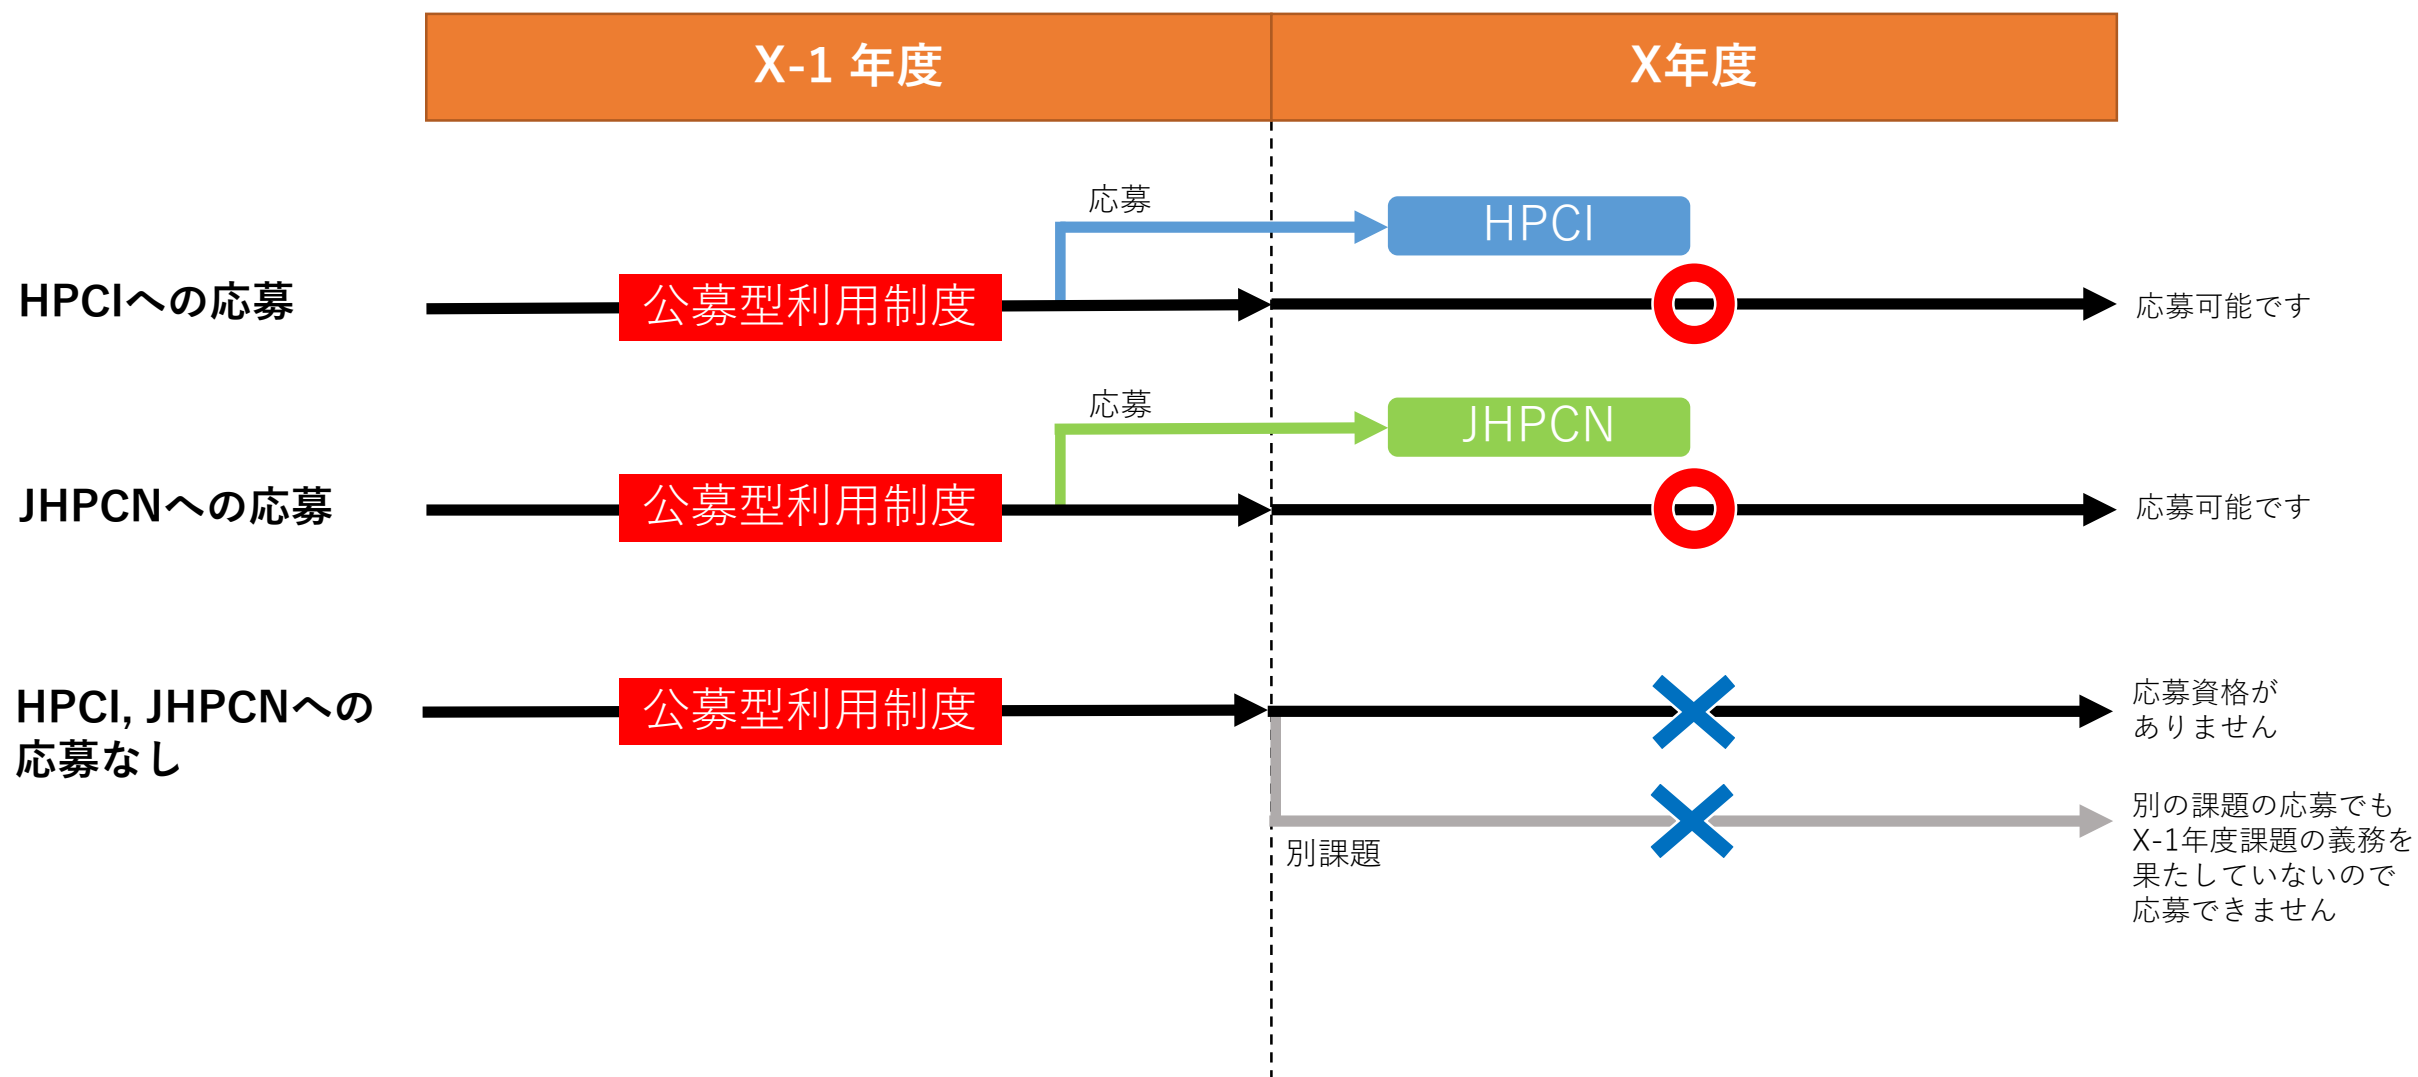 X-1 年度
X年度
応募
HPCI
HPCIへの応募
公募型利用制度
応募可能です
応募
JHPCN
JHPCNへの応募
公募型利用制度
応募可能です
HPCI, JHPCNへの
応募なし
公募型利用制度
応募資格が
ありません
別課題
別の課題の応募でも
X-1年度課題の義務を
果たしていないので
応募できません